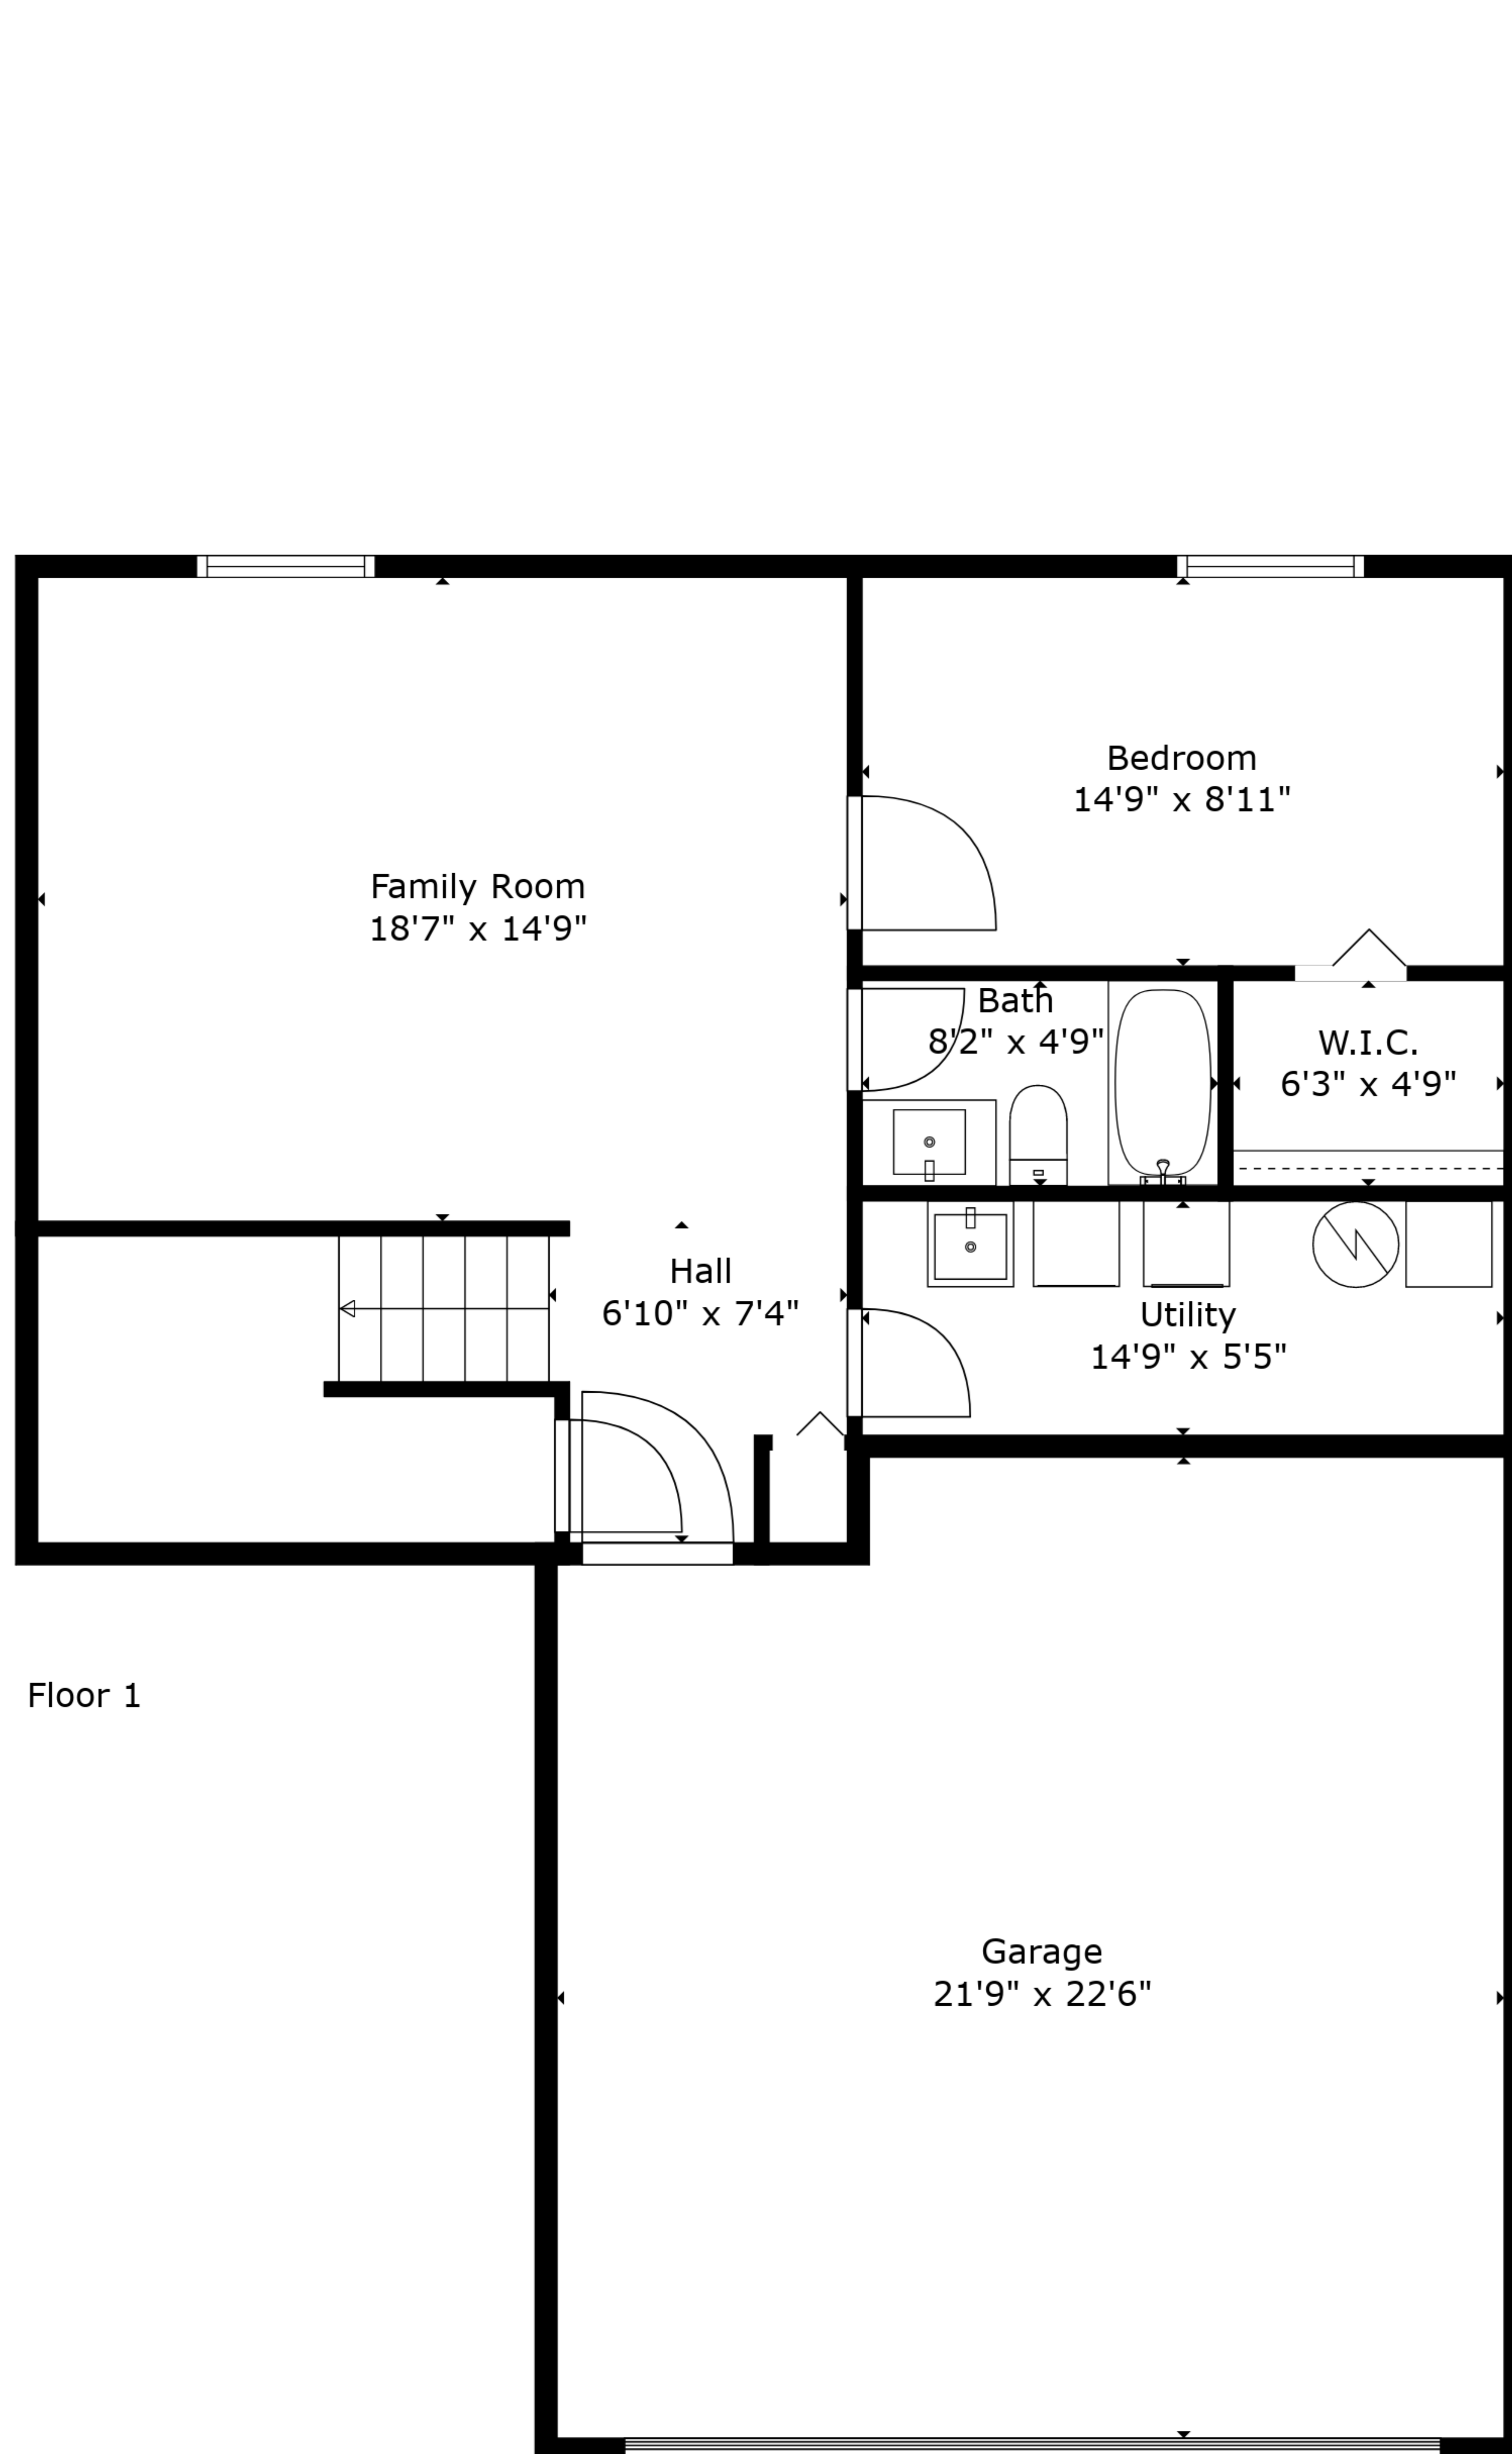 Bedroom
14'9" x 8'11"
Family Room
18'7" x 14'9"
Bath
8'2" x 4'9"
W.I.C.
6'3" x 4'9"
Hall
6'10" x 7'4"
Utility
14'9" x 5'5"
Floor 1
Garage
21'9" x 22'6"